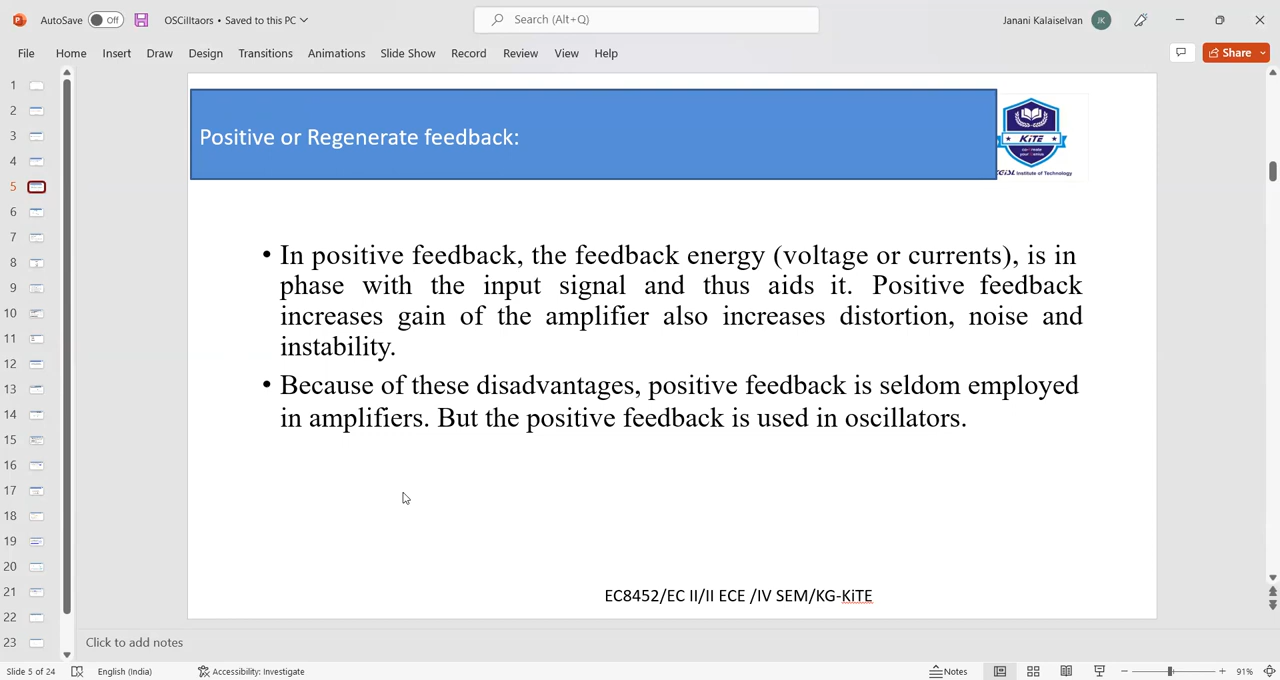 AutoSave Off OSCilltaors • Saved to this PC Search (Alt+Q) Janani Kalaiselvan JK
File Home Insert Draw Design Transitions Animations Slide Show Record Review View Help Share
Positive or Regenerate feedback:
KiTE
Institute of Technology
• In positive feedback, the feedback energy (voltage or currents), is in
phase with the input signal and thus aids it. Positive feedback
increases gain of the amplifier also increases distortion, noise and
instability.
• Because of these disadvantages, positive feedback is seldom employed
in amplifiers. But the positive feedback is used in oscillators.
EC8452/EC II/II ECE /IV SEM/KG-KiTE
1
2
3
4
5
6
7
8
9
10
11
12
13
14
15
16
17
18
19
20
21
22
23
Click to add notes
Slide 5 of 24 English (India) Accessibility: Investigate Notes 91%